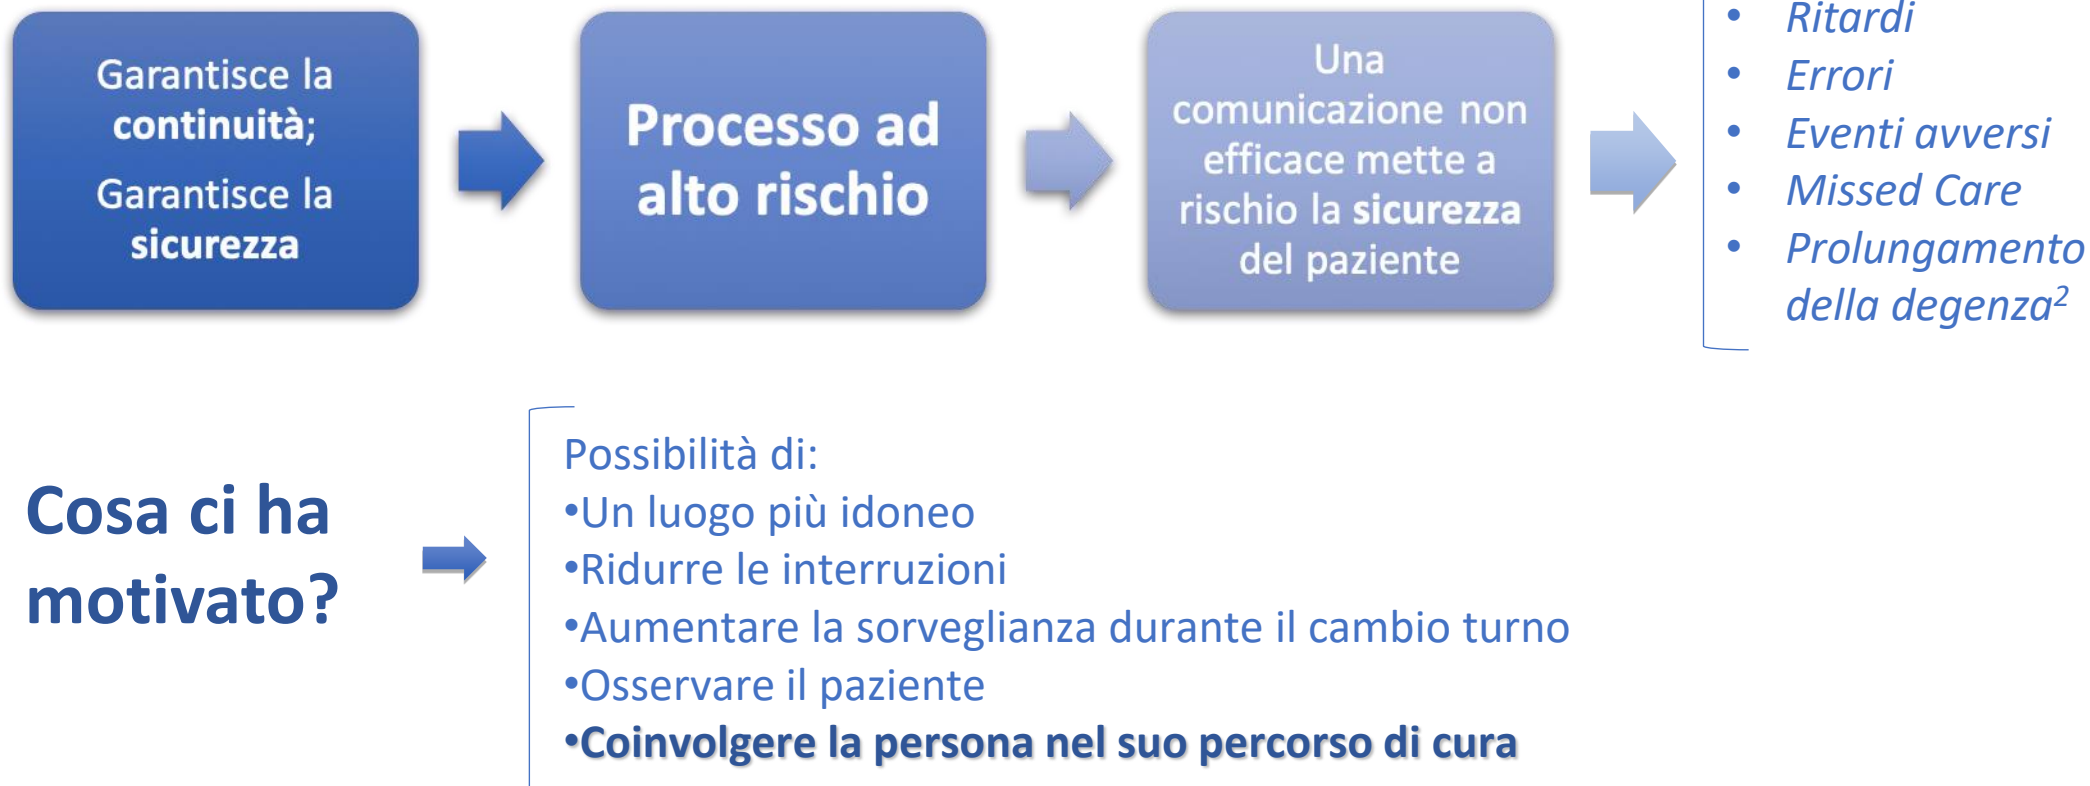 Garantisce la
continuità;
Garantisce la
sicurezza
Processo ad
alto rischio
Una
comunicazione non
efficace mette a
rischio la sicurezza
del paziente
• Ritardi
• Errori
• Eventi avversi
• Missed Care
• Prolungamento
della degenza²
Cosa ci ha
motivato?
Possibilità di:
•Un luogo più idoneo
•Ridurre le interruzioni
•Aumentare la sorveglianza durante il cambio turno
•Osservare il paziente
•Coinvolgere la persona nel suo percorso di cura